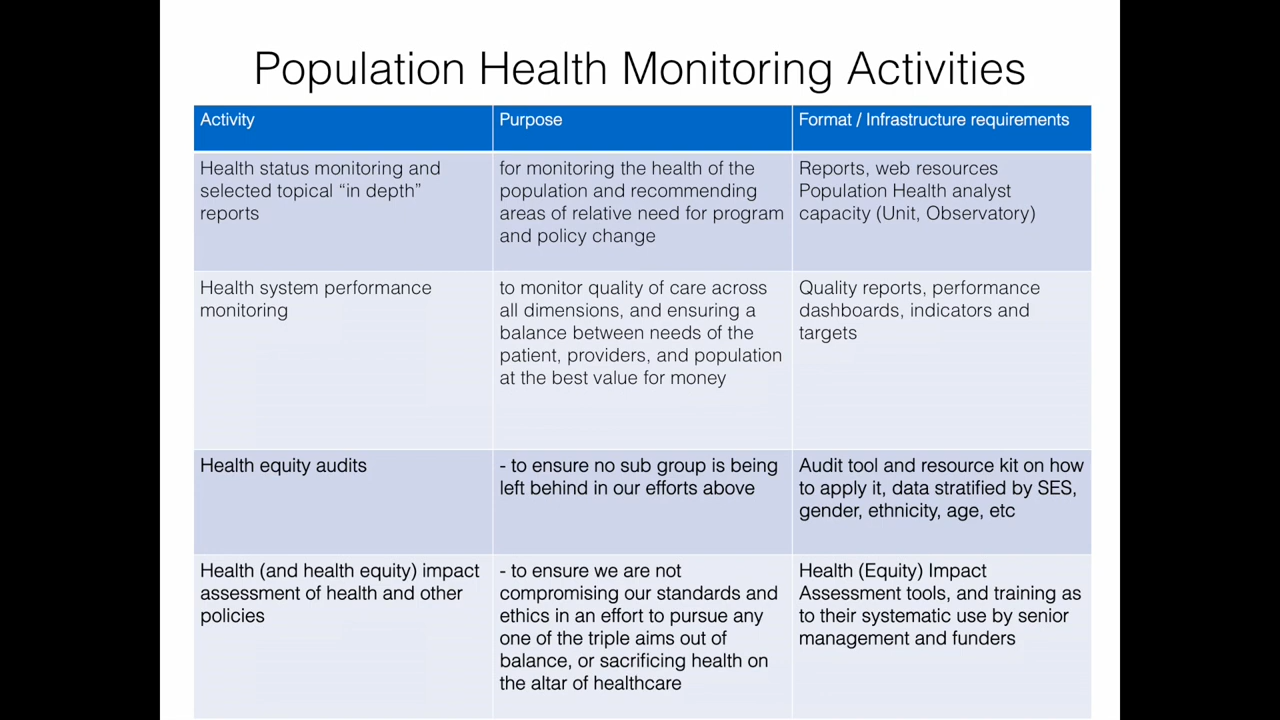 Population Health Monitoring Activities
Activity
Purpose
Format / Infrastructure requirements
Health status monitoring and
selected topical “in depth”
reports
for monitoring the health of the
population and recommending
areas of relative need for program
and policy change
Reports, web resources
Population Health analyst
capacity (Unit, Observatory)
Health system performance
monitoring
to monitor quality of care across
all dimensions, and ensuring a
balance between needs of the
patient, providers, and population
at the best value for money
Quality reports, performance
dashboards, indicators and
targets
Health equity audits
- to ensure no sub group is being
left behind in our efforts above
Audit tool and resource kit on how
to apply it, data stratified by SES,
gender, ethnicity, age, etc
Health (and health equity) impact
assessment of health and other
policies
- to ensure we are not
compromising our standards and
ethics in an effort to pursue any
one of the triple aims out of
balance, or sacrificing health on
the altar of healthcare
Health (Equity) Impact
Assessment tools, and training as
to their systematic use by senior
management and funders